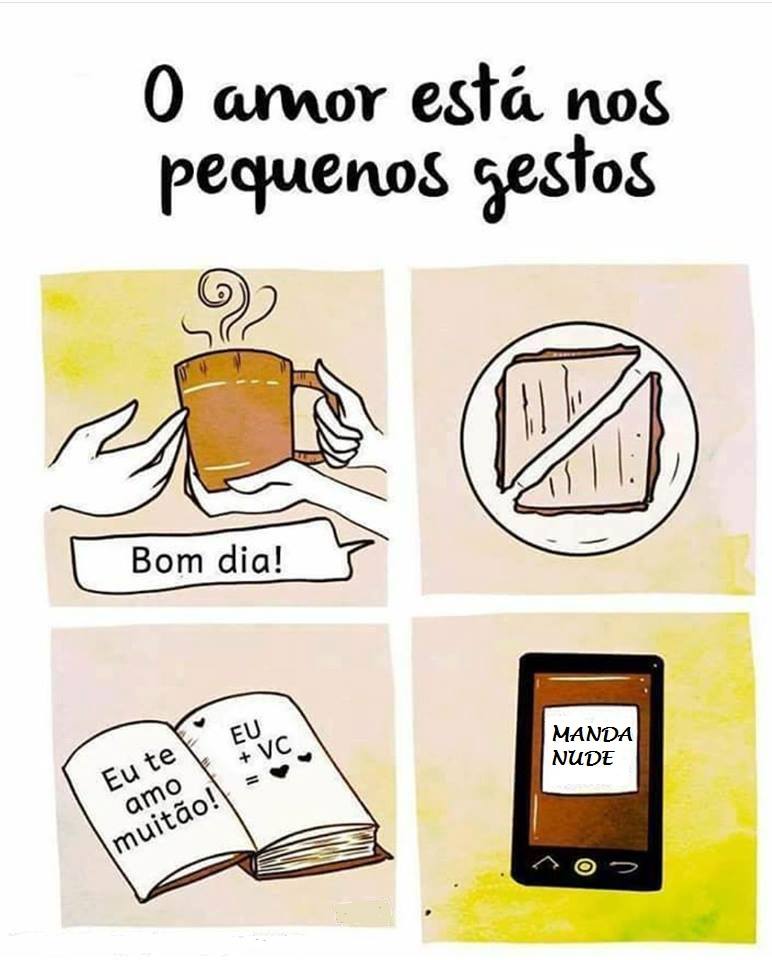 O amor está nos
pequenos gestos
Bom dia!
Eu te
amo
muitão!
EU
+ VC
=
MANDA
NUDE